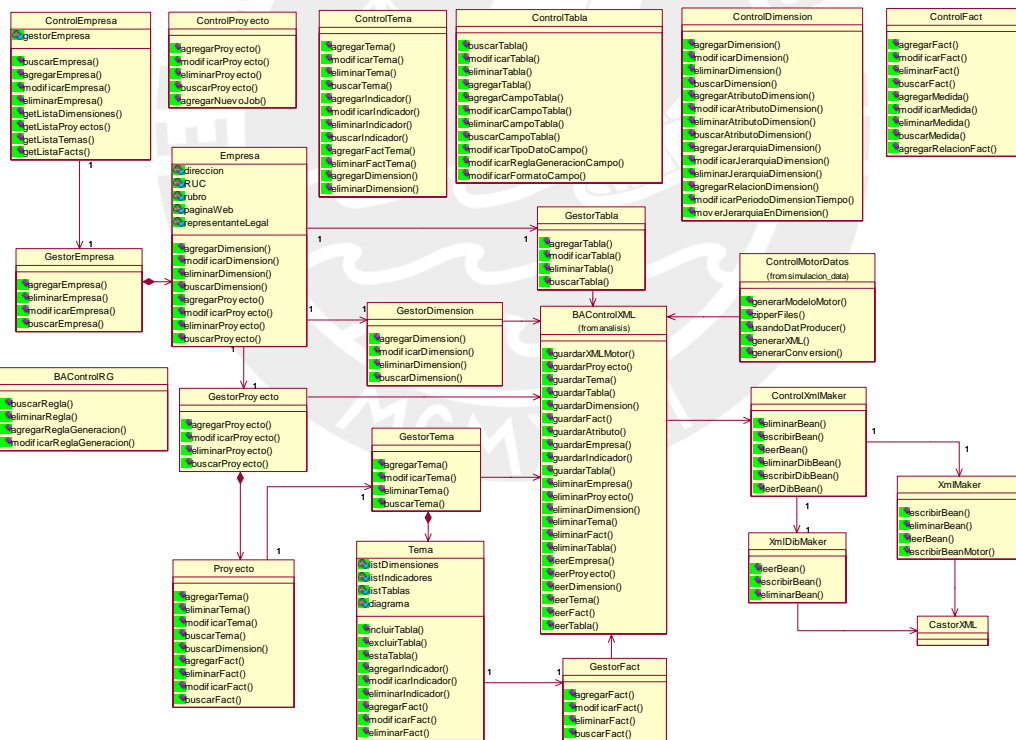 ControlEmpresa
gestorEmpresa
buscarEmpresa()
agregarEmpresa()
modificarEmpresa()
eliminarEmpresa()
getListaDimensiones()
getListaProyectos()
getListaTemas()
getListaFacts()
ControlProyecto
agregarProyecto()
modificarProyecto()
eliminarProyecto()
buscarProyecto()
agregarNuevoJob()
ControlTema
agregarTema()
modificarTema()
eliminarTema()
buscarTema()
agregarIndicador()
modificarIndicador()
eliminarIndicador()
buscarIndicador()
agregarFactTema()
eliminarFactTema()
agregarDimension()
eliminarDimension()
ControlTabla
buscarTabla()
modificarTabla()
eliminarTabla()
agregarTabla()
agregarCampoTabla()
modificarCampoTabla()
eliminarCampoTabla()
buscarCampoTabla()
modificarTipoDatoCampo()
modificarReglaGeneracionCampo()
modificarFormatoCampo()
ControlDimension
agregarDimension()
modificarDimension()
eliminarDimension()
buscarDimension()
agregarAtributoDimension()
modificarAtributoDimension()
eliminarAtributoDimension()
buscarAtributoDimension()
agregarJerarquiaDimension()
modificarJerarquiaDimension()
eliminarJerarquiaDimension()
agregarRelacionDimension()
modificarPeriodoDimensionTiempo()
moverJerarquiaEnDimension()
ControlFact
agregarFact()
modificarFact()
eliminarFact()
buscarFact()
agregarMedida()
modificarMedida()
eliminarMedida()
buscarMedida()
agregarRelacionFact()
1
1
Empresa
direccion
RUC
rubro
paginaWeb
representanteLegal
agregarDimension()
modificarDimension()
eliminarDimension()
buscarDimension()
agregarProyecto()
modificarProyecto()
eliminarProyecto()
buscarProyecto()
1
1
1
1
1
1
GestorEmpresa
agregarEmpresa()
eliminarEmpresa()
modificarEmpresa()
buscarEmpresa()
GestorTabla
agregarTabla()
modificarTabla()
eliminarTabla()
buscarTabla()
ControlMotorDatos
(from simulacion_data)
generarModeloMotor()
zipperFiles()
usandoDatProducer()
generarXML()
generarConversion()
GestorDimension
agregarDimension()
modificarDimension()
eliminarDimension()
buscarDimension()
BAControlXML
(from analisis)
guardarXMLMotor()
guardarProyecto()
guardarTema()
guardarTabla()
guardarDimension()
guardarFact()
guardarAtributo()
guardarEmpresa()
guardarIndicador()
guardarTabla()
eliminarEmpresa()
eliminarProyecto()
eliminarDimension()
eliminarTema()
eliminarFact()
eliminarTabla()
leerEmpresa()
leerProyecto()
leerDimension()
leerTema()
leerFact()
leerTabla()
BAControlRG
buscarRegla()
eliminarRegla()
agregarReglaGeneracion()
modificarReglaGeneracion()
GestorProyecto
agregarProyecto()
modificarProyecto()
eliminarProyecto()
buscarProyecto()
GestorTema
agregarTema()
modificarTema()
eliminarTema()
buscarTema()
1
1
ControlXmlMaker
eliminarBean()
escribirBean()
leerBean()
eliminarDibBean()
escribirDibBean()
leerDibBean()
1
1
1
1
XmlMaker
escribirBean()
eliminarBean()
leerBean()
escribirBeanMotor()
XmlDibMaker
leerBean()
escribirBean()
eliminarBean()
CastorXML
Proyecto
agregarTema()
eliminarTema()
modificarTema()
buscarTema()
buscarDimension()
agregarFact()
eliminarFact()
modificarFact()
buscarFact()
Tema
listDimensiones
listIndicadores
listTablas
diagrama
incluirTabla()
excluirTabla()
estaTabla()
agregarIndicador()
modificarIndicador()
eliminarIndicador()
agregarFact()
modificarFact()
eliminarFact()
1
1
GestorFact
agregarFact()
modificarFact()
eliminarFact()
buscarFact()